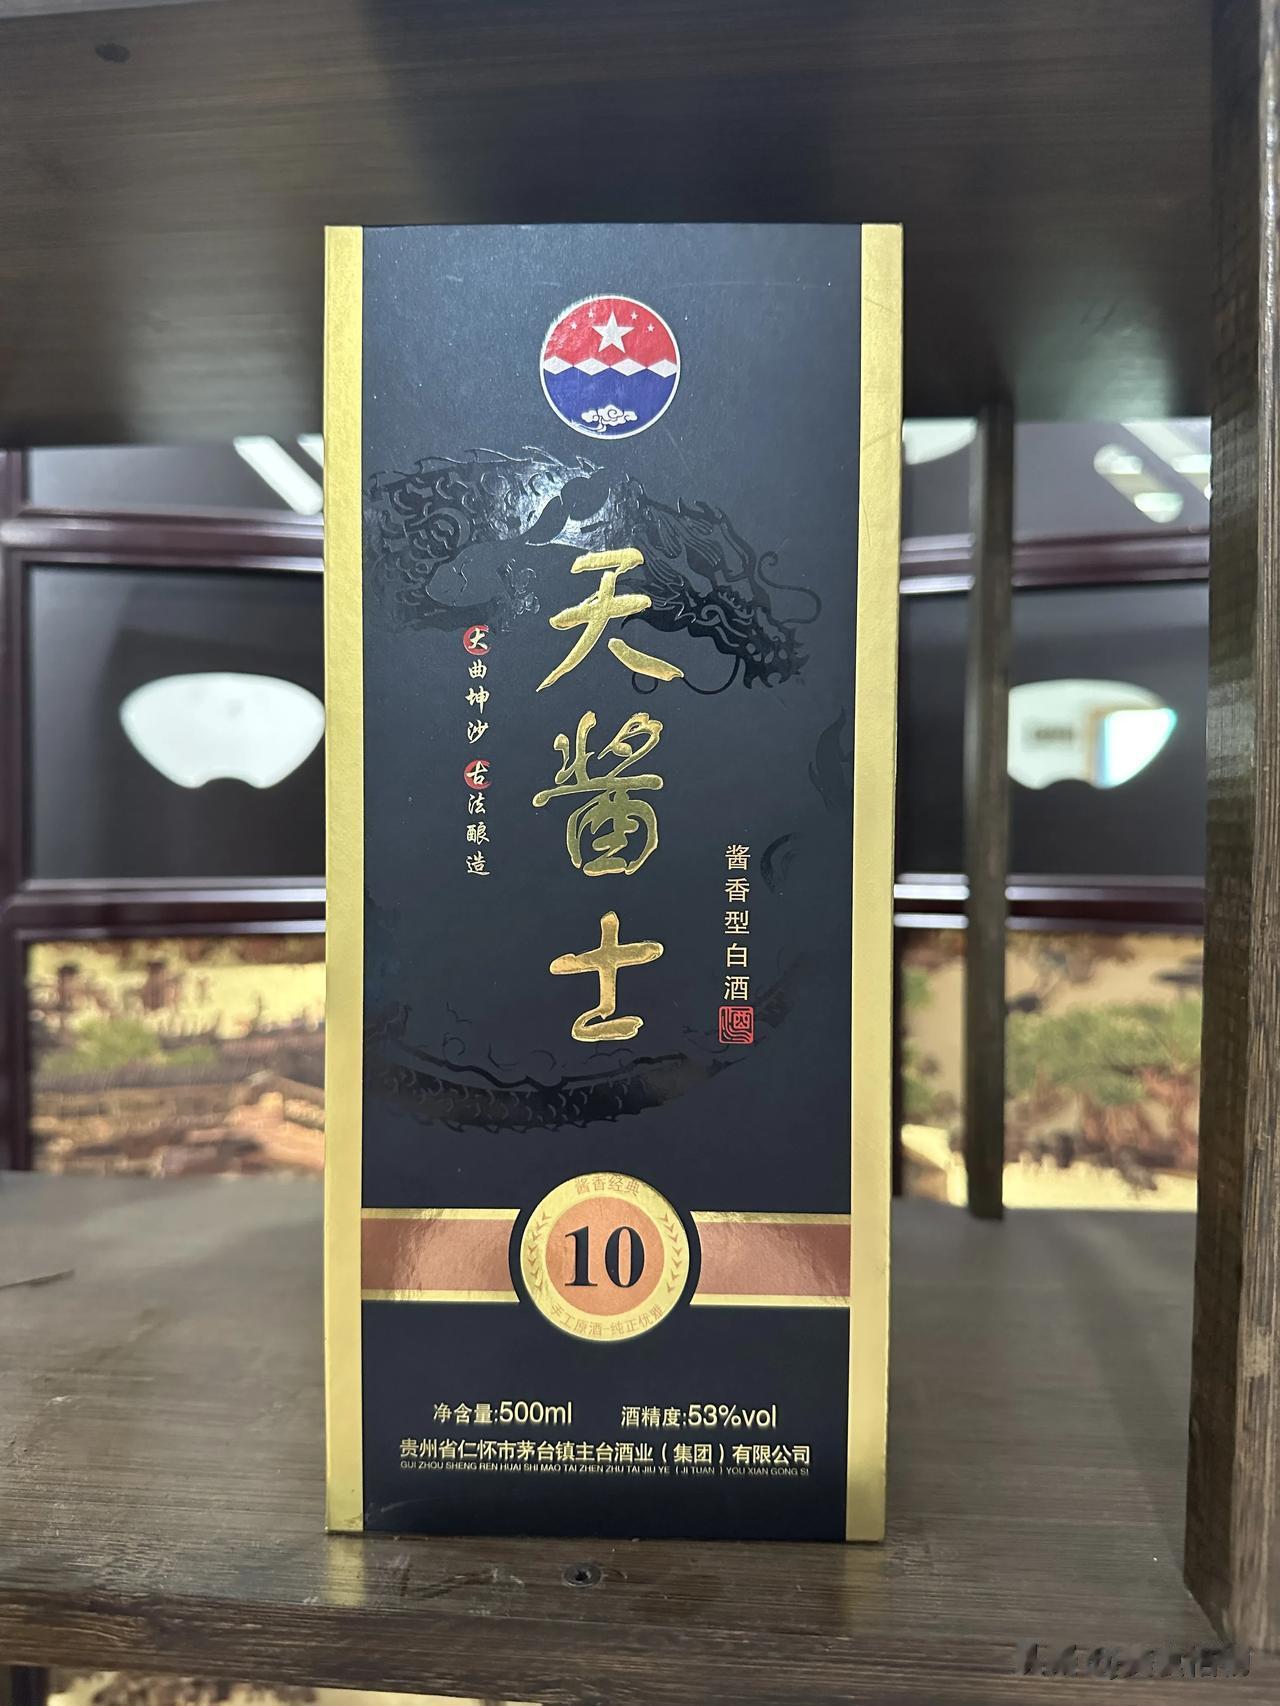 天酱士
大曲坤沙 古法酿造
酱香型白酒
酒
酱香经典
10
手工原酒-纯正优雅
净含量:500ml 酒精度:53%vol
贵州省仁怀市茅台镇主台酒业（集团）有限公司
GUI ZHOU SHENG REN HUAI SHI MAO TAI ZHEN ZHU TAI JIU YE （JI TUAN ）YOU XIAN GONG SI